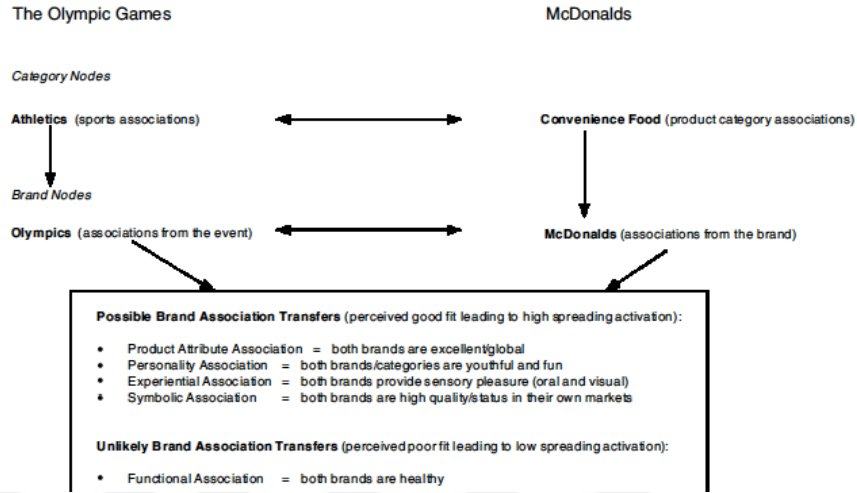 The Olympic Games McDonalds
Category Nodes
Athletics (sports associations) Convenience Food (product category associations)
Brand Nodes
Olympics (associations from the event) McDonalds (associations from the brand)
Possible Brand Association Transfers (perceived good fit leading to high spreading activation):
• Product Attribute Association = both brands are excellent/global
• Personality Association = both brands/categories are youthful and fun
• Experiential Association = both brands provide sensory pleasure (oral and visual)
• Symbolic Association = both brands are high quality/status in their own markets
Unlikely Brand Association Transfers (perceived poor fit leading to low spreading activation):
• Functional Association = both brands are healthy